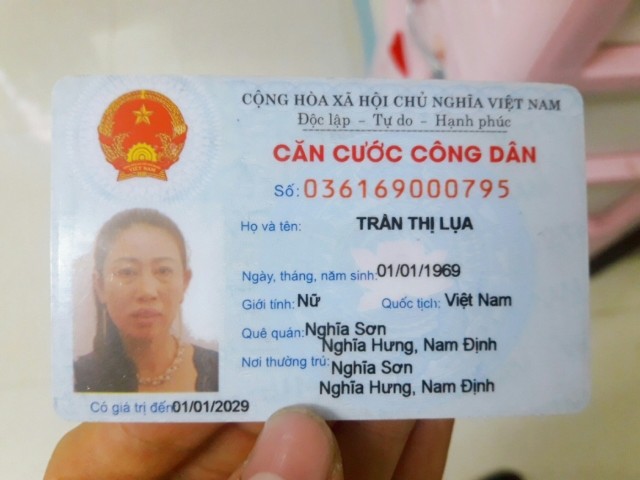 CỘNG HÒA XÃ HỘI CHỦ NGHĨA VIỆT NAM
Độc lập - Tự do - Hạnh phúc
CĂN CƯỚC CÔNG DÂN
Số: 036169000795
Họ và tên: TRẦN THỊ LỤA
Ngày, tháng, năm sinh: 01/01/1969
Giới tính: Nữ Quốc tịch: Việt Nam
Quê quán: Nghĩa Sơn
Nghĩa Hưng, Nam Định
Nơi thường trú: Nghĩa Sơn
Nghĩa Hưng, Nam Định
Có giá trị đến 01/01/2029
VIỆT NAM